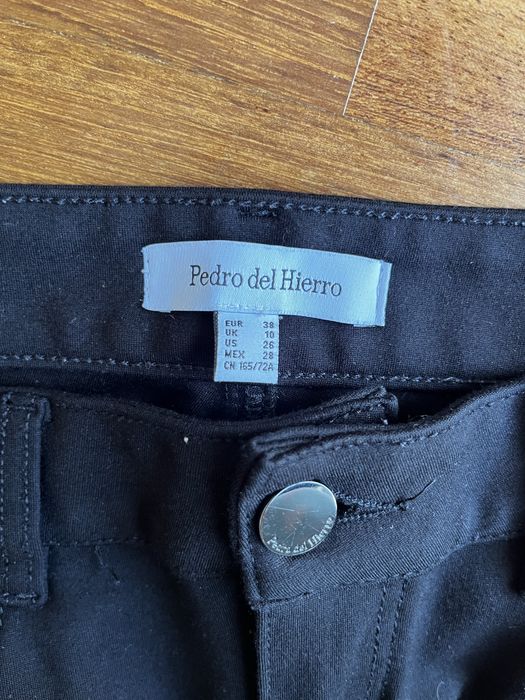 Pedro del Hierro
EUR 38
UK 10
US 26
MEX 28
CN 165/72A
Pedro del Hierro